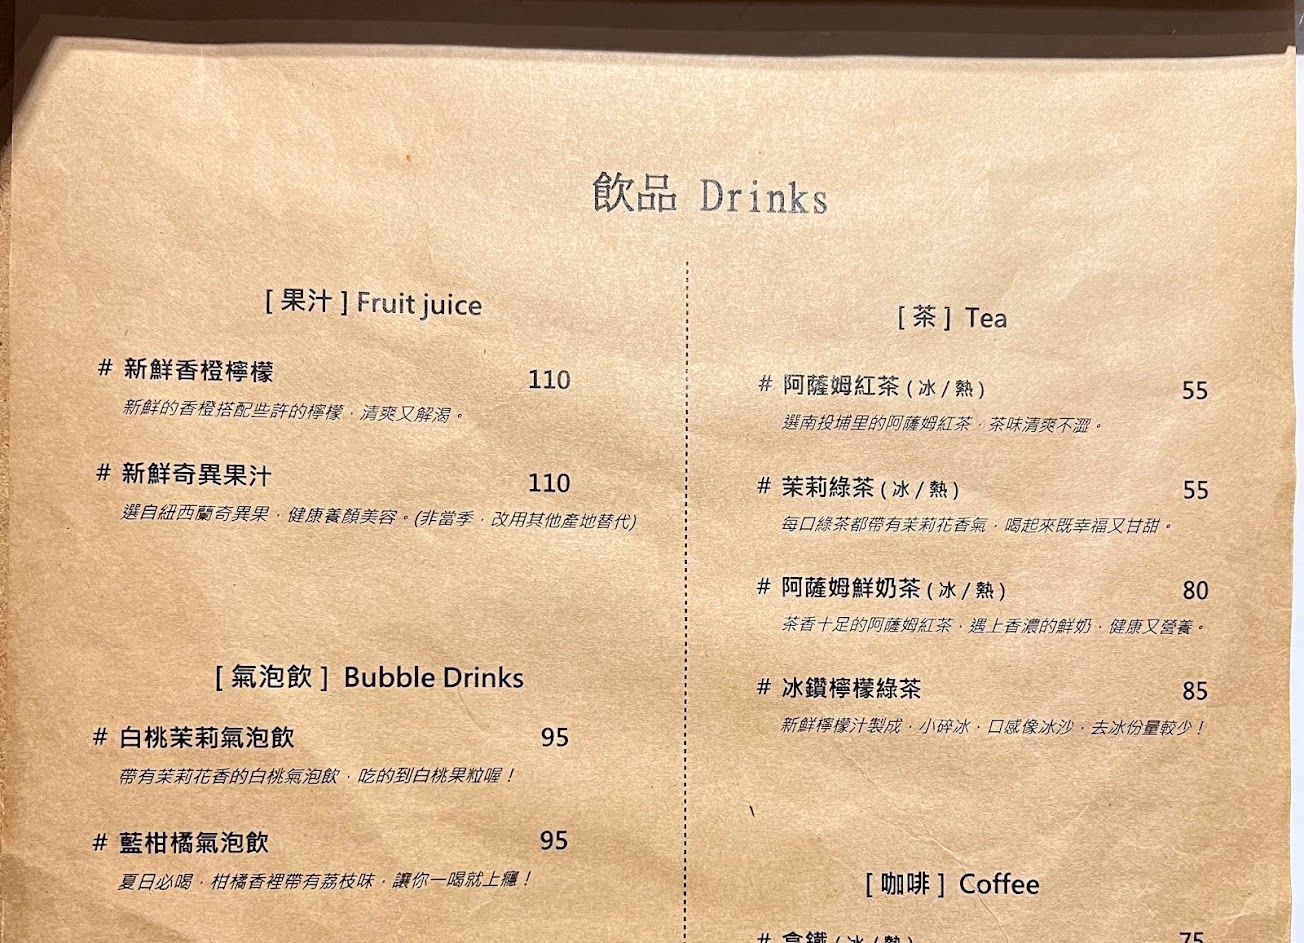 飲品 Drinks
[ 果汁 ] Fruit juice
# 新鮮香橙檸檬 110
新鮮的香橙搭配些許的檸檬，清爽又解渴。
# 新鮮奇異果汁 110
選自紐西蘭奇異果，健康養顏美容。(非當季，改用其他產地替代)
[ 氣泡飲 ] Bubble Drinks
# 白桃茉莉氣泡飲 95
帶有茉莉花香的白桃氣泡飲，吃的到白桃果粒喔！
# 藍柑橘氣泡飲 95
夏日必喝，柑橘香裡帶有荔枝味，讓你一喝就上癮！
[ 茶 ] Tea
# 阿薩姆紅茶 ( 冰 / 熱 ) 55
選南投埔里的阿薩姆紅茶，茶味清爽不澀。
# 茉莉綠茶 ( 冰 / 熱 ) 55
每口綠茶都帶有茉莉花香氣，喝起來既幸福又甘甜。
# 阿薩姆鮮奶茶 ( 冰 / 熱 ) 80
茶香十足的阿薩姆紅茶，遇上香濃的鮮奶，健康又營養。
# 冰鑽檸檬綠茶 85
新鮮檸檬汁製成，小碎冰，口感像冰沙，去冰份量較少！
[ 咖啡 ] Coffee
# 拿鐵 ( 冰 / 熱 ) 75